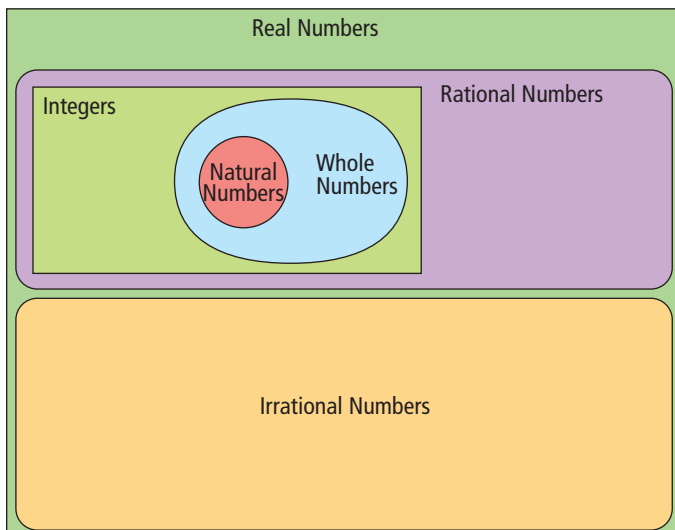 Real Numbers
Rational Numbers
Integers
Natural
Numbers
Whole
Numbers
Irrational Numbers